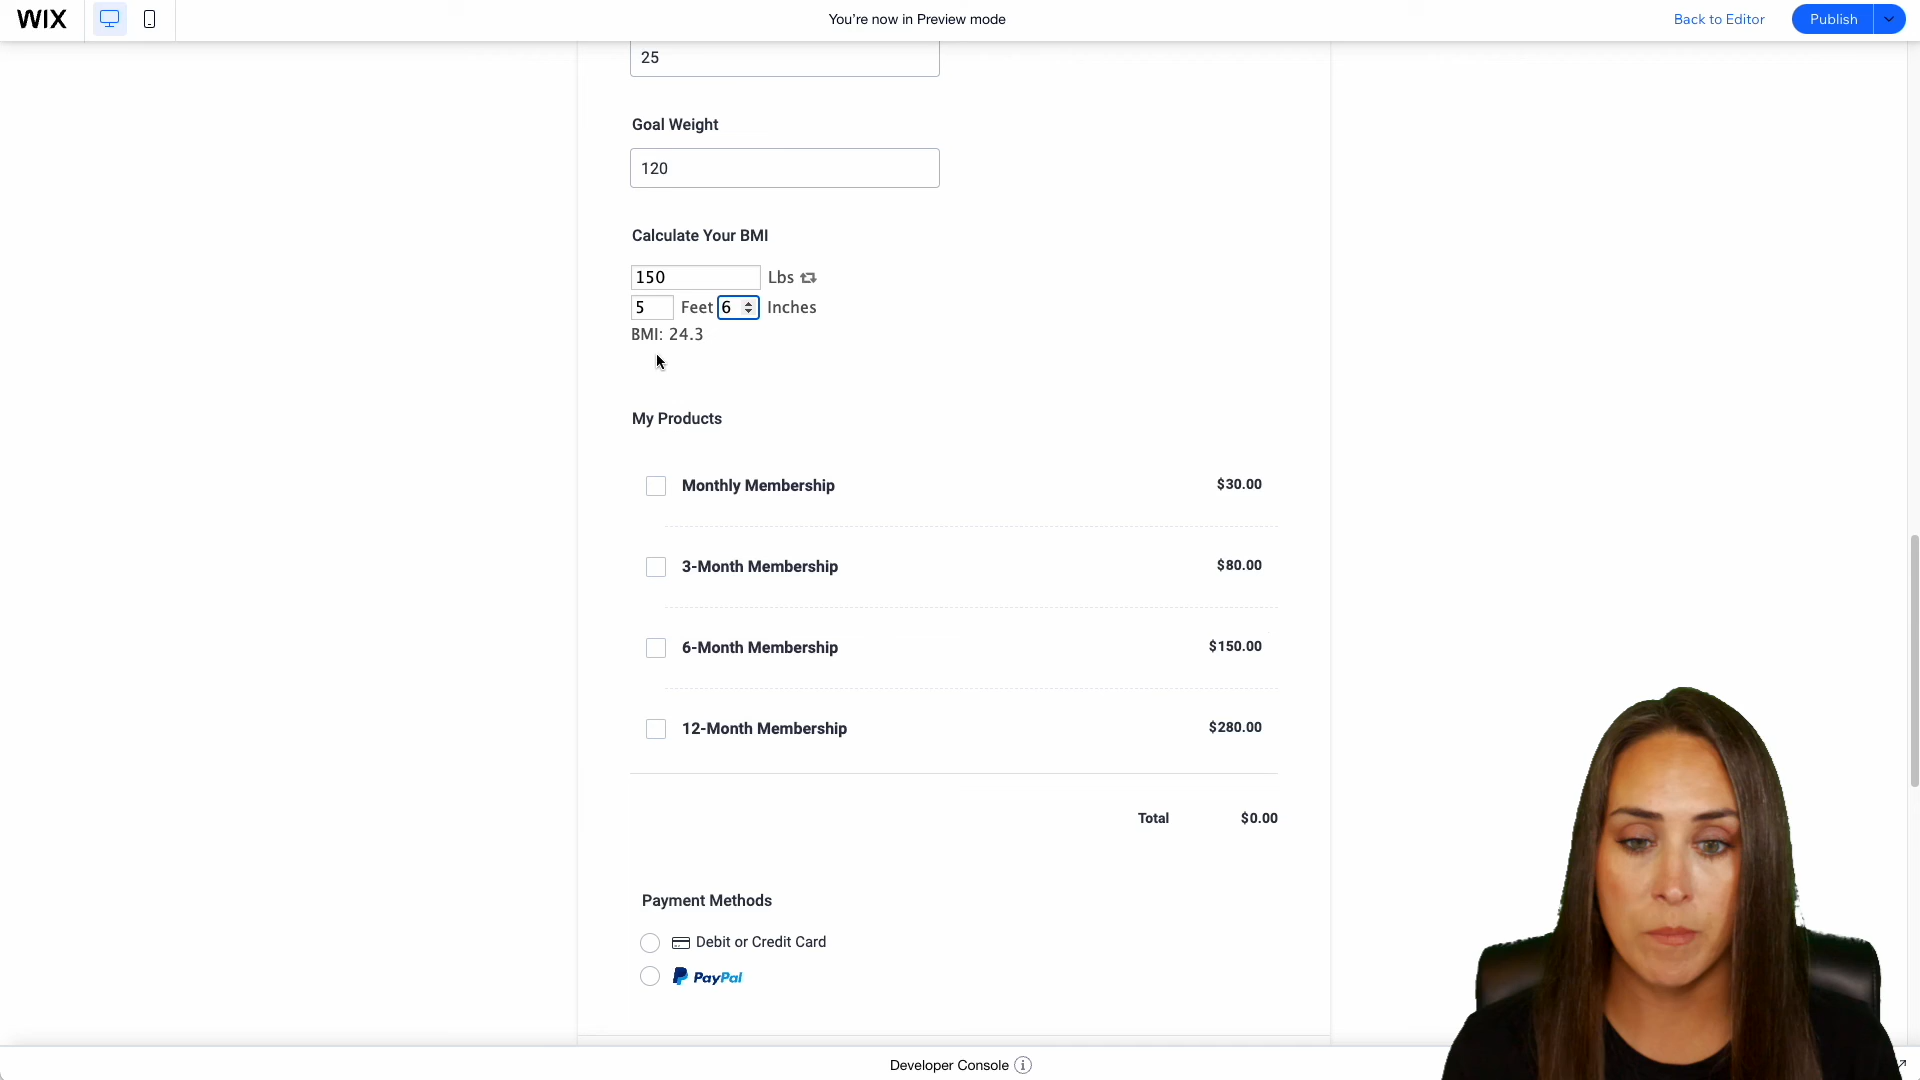 WIX
You're now in Preview mode
Back to Editor
Publish
25
Goal Weight
120
Calculate Your BMI
150 Lbs
5 Feet 6 Inches
BMI: 24.3
My Products
Monthly Membership $30.00
3-Month Membership $80.00
6-Month Membership $150.00
12-Month Membership $280.00
Total $0.00
Payment Methods
Debit or Credit Card
PayPal
Developer Console